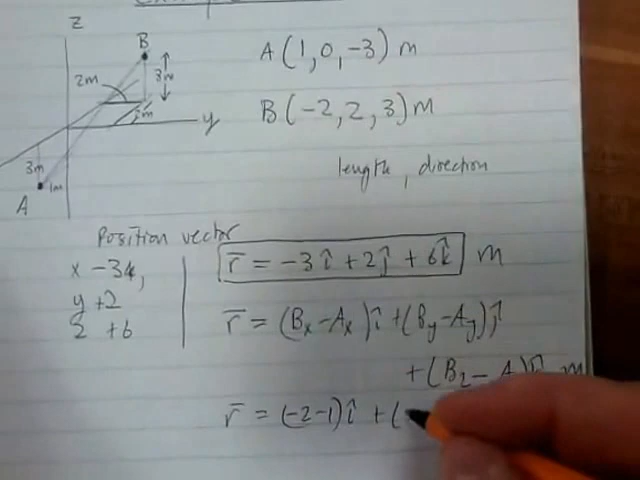 z
B
A(1,0,-3) m
3m
2m
B(-2,2,3) m
y
2m
length, direction
3m
1m
A
Position vector
r̄ = -3î + 2ĵ + 6k̂ m
x -3
y +2
z +6
r̄ = (Bx - Ax)î + (By - Ay)ĵ
+ (Bz - A m
r̄ = (-2-1)î + (